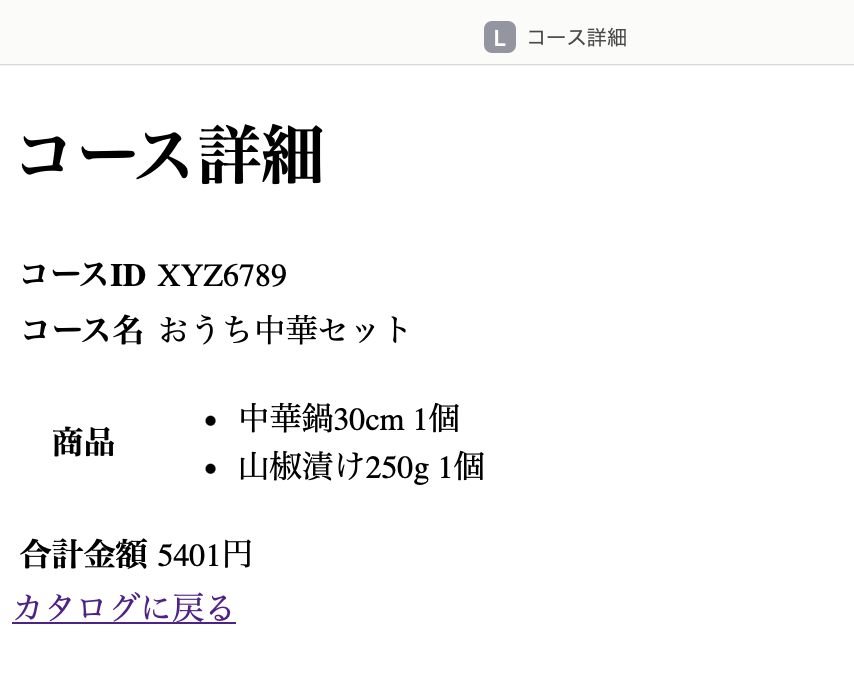 L コース詳細
コース詳細
コースID XYZ6789
コース名 おうち中華セット
商品
• 中華鍋30cm 1個
• 山椒漬け250g 1個
合計金額 5401円
カタログに戻る